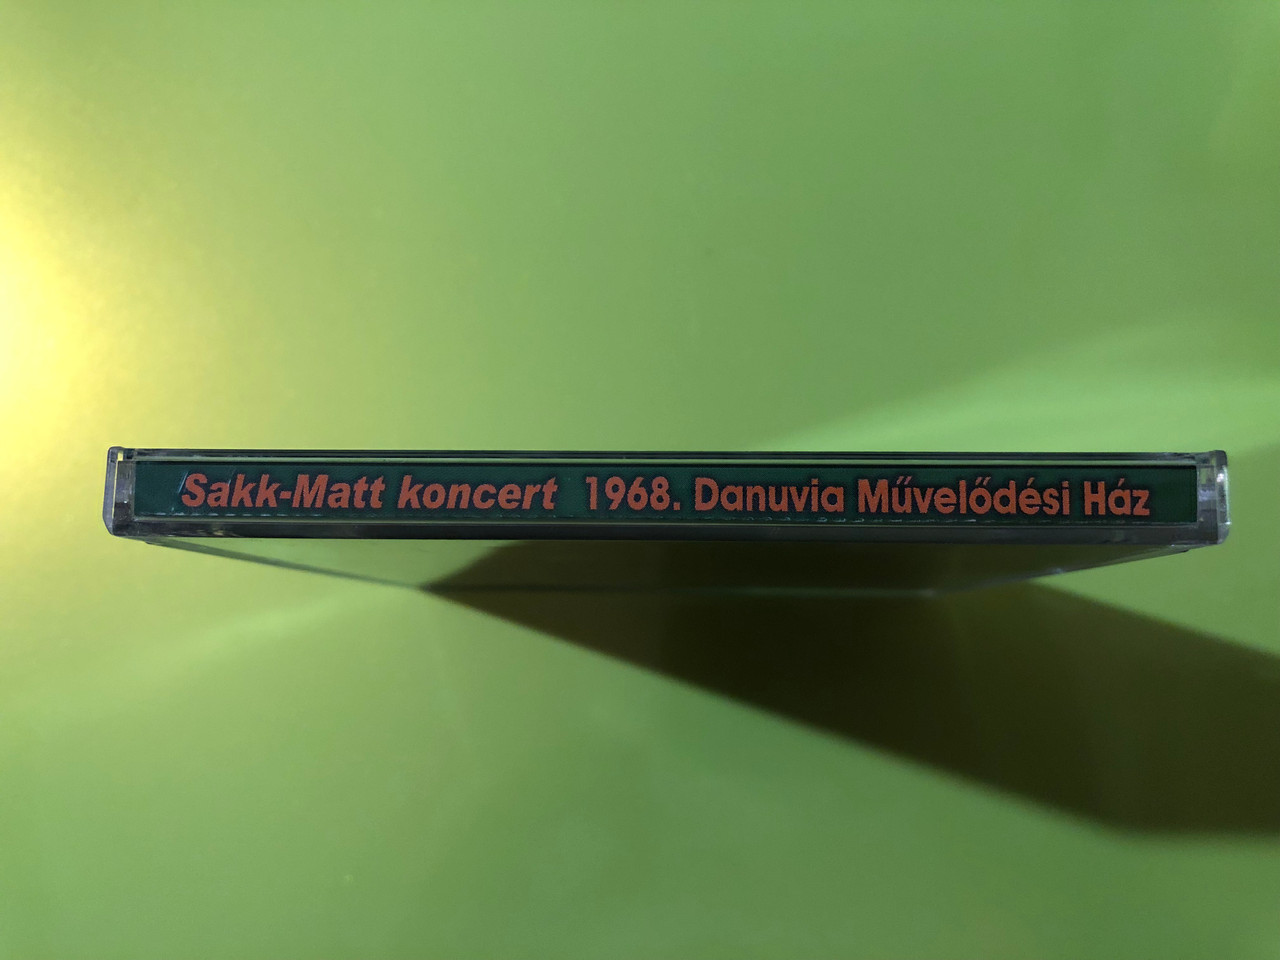 Sakk-Matt koncert 1968. Danuvia Művelődési Ház